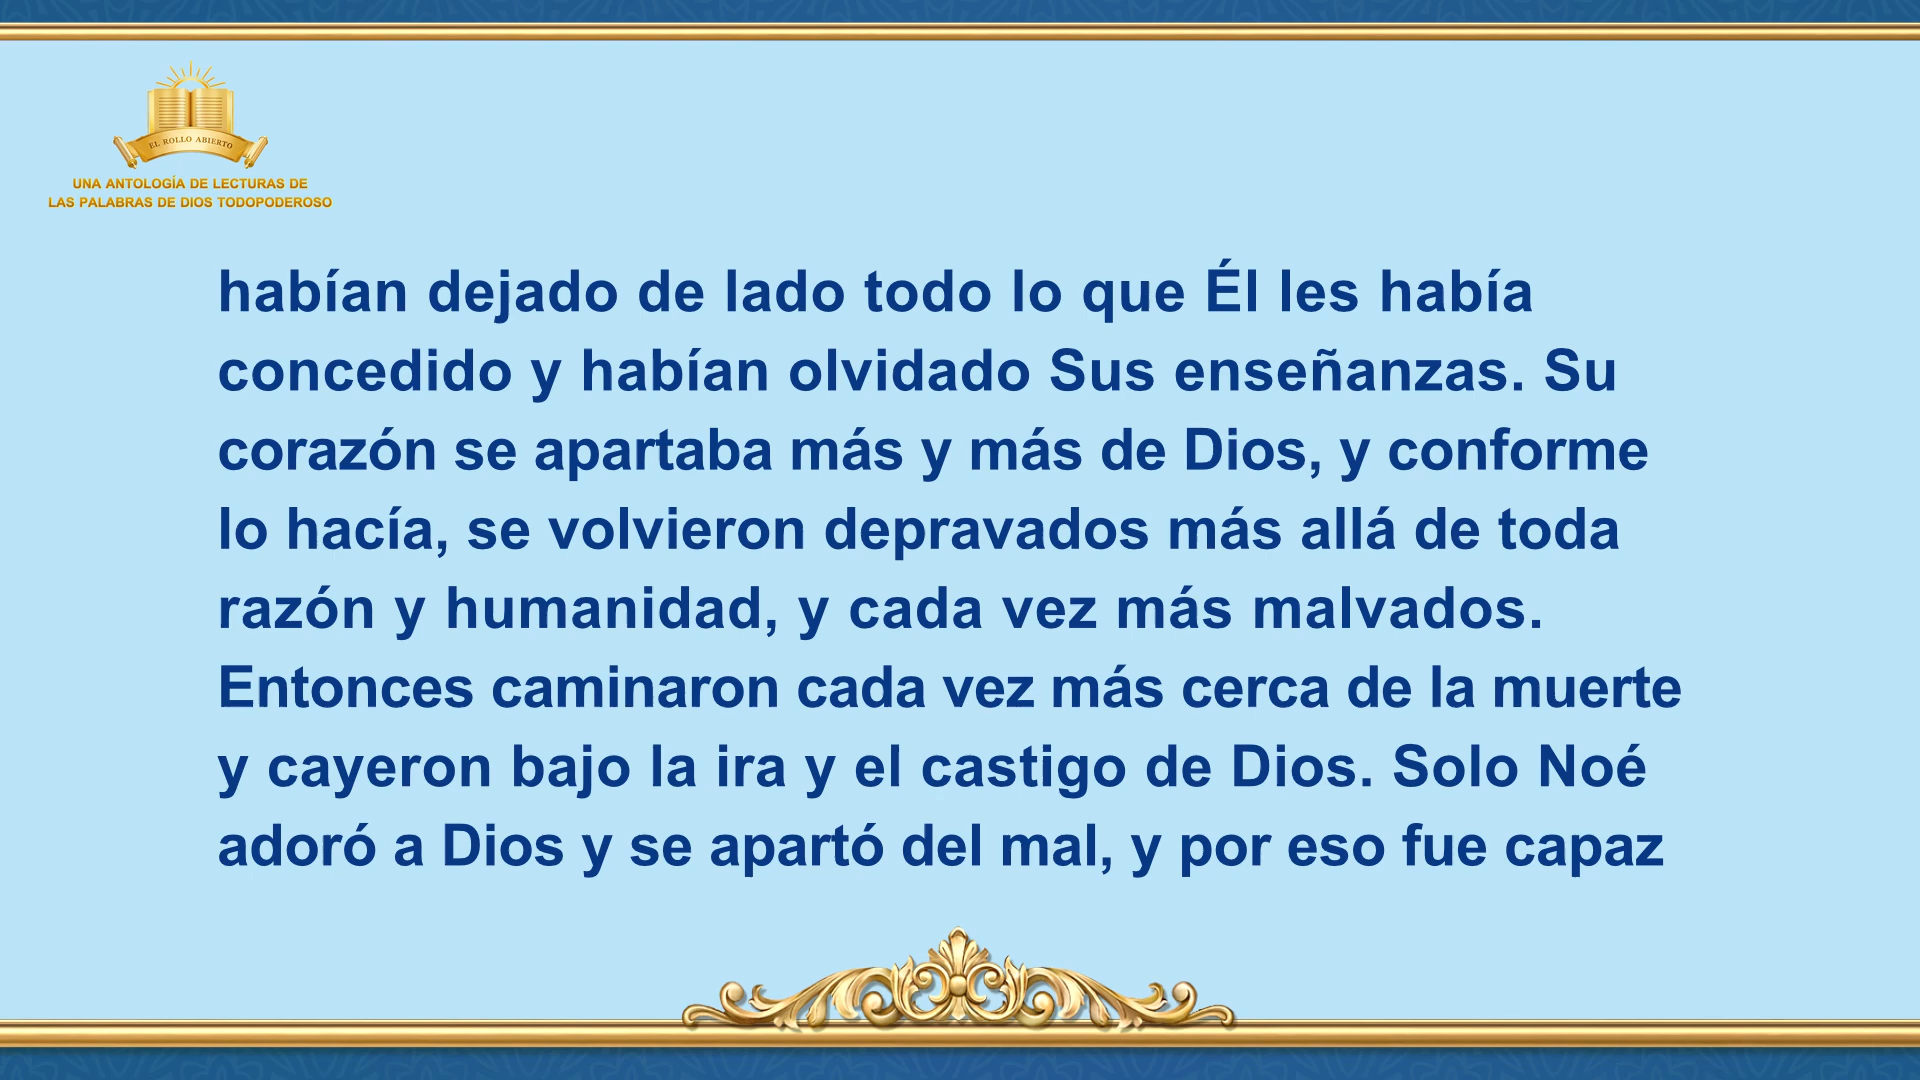 EL ROLLO ABIERTO
UNA ANTOLOGÍA DE LECTURAS DE
LAS PALABRAS DE DIOS TODOPODEROSO
habían dejado de lado todo lo que Él les había
concedido y habían olvidado Sus enseñanzas. Su
corazón se apartaba más y más de Dios, y conforme
lo hacía, se volvieron depravados más allá de toda
razón y humanidad, y cada vez más malvados.
Entonces caminaron cada vez más cerca de la muerte
y cayeron bajo la ira y el castigo de Dios. Solo Noé
adoró a Dios y se apartó del mal, y por eso fue capaz